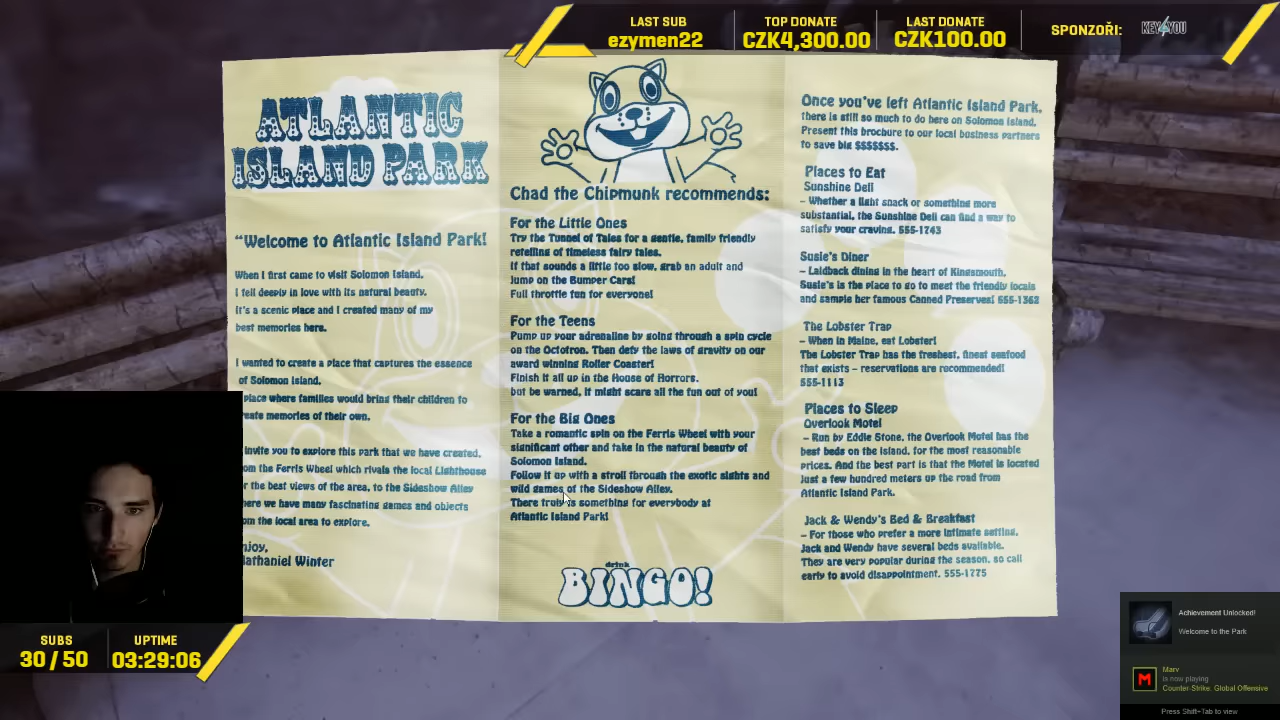 LAST SUB
ezymen22
TOP DONATE
CZK4,300.00
LAST DONATE
CZK100.00
SPONZOŘI:
KEY4YOU
ATLANTIC
ISLAND PARK
"Welcome to Atlantic Island Park!
When I first came to visit Solomon Island,
I fell deeply in love with its natural beauty.
It's a scenic place and I created many of my
best memories here.
I wanted to create a place that captures the essence
of Solomon Island,
place where families would bring their children to
memories of their own.
invite you to explore this park that we have created,
the Ferris Wheel which rivals the local Lighthouse
the best views of the area, to the Sideshow Alley
we have many fascinating games and objects
the local area to explore.
Nathaniel Winter
Chad the Chipmunk recommends:
For the Little Ones
Try the Tunnel of Tales for a gentle, family friendly
retelling of timeless fairy tales.
If that sounds a little too slow, grab an adult and
jump on the Bumper Cars!
Full throttle fun for everyone!
For the Teens
Pump up your adrenaline by going through a spin cycle
on the Octotron. Then defy the laws of gravity on our
award winning Roller Coaster!
Finish it all up in the House of Horrors.
but be warned, it might scare all the fun out of you!
For the Big Ones
Take a romantic spin on the Ferris Wheel with your
significant other and take in the natural beauty of
Solomon Island.
Follow it up with a stroll through the exotic sights and
wild games of the Sideshow Alley.
There truly is something for everybody at
Atlantic Island Park!
drink
BINGO!
Once you've left Atlantic Island Park,
there is still so much to do here on Solomon Island.
Present this brochure to our local business partners
to save big $$$$$$$.
Places to Eat
Sunshine Deli
- Whether a light snack or something more
substantial, the Sunshine Deli can find a way to
satisfy your craving. 555-1743
Susie's Diner
- Laidback dining in the heart of Kingsmouth,
Susie's is the place to go to meet the friendly locals
and sample her famous Canned Preserves! 555-1362
The Lobster Trap
- When in Maine, eat Lobster!
The Lobster Trap has the freshest, finest seafood
that exists - reservations are recommended!
555-1113
Places to Sleep
Overlook Motel
- Run by Eddie Stone, the Overlook Motel has the
best beds on the island, for the most reasonable
prices. And the best part is that the Motel is located
just a few hundred meters up the road from
Atlantic Island Park.
Jack & Wendy's Bed & Breakfast
- For those who prefer a more intimate setting,
Jack and Wendy have several beds available.
They are very popular during the season, so call
early to avoid disappointment. 555-1775
SUBS
30 / 50
UPTIME
03:29:06
Achievement Unlocked!
Welcome to the Park
Marv
is now playing
Counter-Strike: Global Offensive
Press Shift+Tab to view